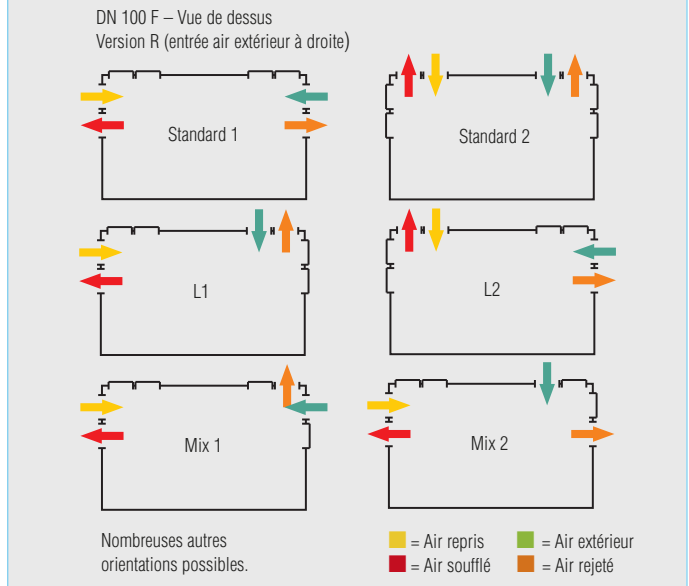 DN 100 F – Vue de dessus
Version R (entrée air extérieur à droite)
Standard 1
Standard 2
L1
L2
Mix 1
Mix 2
Nombreuses autres
orientations possibles.
= Air repris
= Air extérieur
= Air soufflé
= Air rejeté